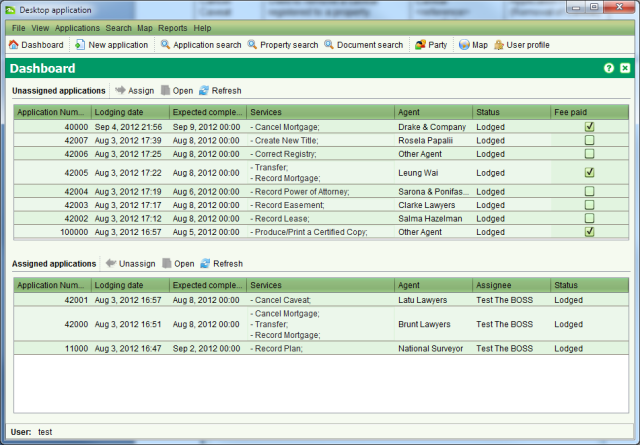 Desktop application
File View Applications Search Map Reports Help
Dashboard New application Application search Property search Document search Party Map User profile
Dashboard
Unassigned applications Assign Open Refresh
Application Num... Lodging date Expected comple... Services Agent Status Fee paid
40000 Sep 4, 2012 21:56 Sep 9, 2012 00:00 - Cancel Mortgage; Drake & Company Lodged
42007 Aug 3, 2012 17:39 Aug 8, 2012 00:00 - Create New Title; Rosela Papalii Lodged
42006 Aug 3, 2012 17:25 Aug 8, 2012 00:00 - Correct Registry; Other Agent Lodged
42005 Aug 3, 2012 17:22 Aug 8, 2012 00:00 - Transfer; Leung Wai Lodged
- Record Mortgage;
42004 Aug 3, 2012 17:19 Aug 6, 2012 00:00 - Record Power of Attorney; Sarona & Ponifas... Lodged
42003 Aug 3, 2012 17:17 Aug 8, 2012 00:00 - Record Easement; Clarke Lawyers Lodged
42002 Aug 3, 2012 17:12 Aug 8, 2012 00:00 - Record Lease; Salma Hazelman Lodged
100000 Aug 3, 2012 16:57 Aug 5, 2012 00:00 - Produce/Print a Certified Copy; Other Agent Lodged
Assigned applications Unassign Open Refresh
Application Num... Lodging date Expected comple... Services Agent Assignee Status
42001 Aug 3, 2012 16:57 Aug 8, 2012 00:00 - Cancel Caveat; Latu Lawyers Test The BOSS Lodged
- Cancel Mortgage;
42000 Aug 3, 2012 16:51 Aug 8, 2012 00:00 - Transfer; Brunt Lawyers Test The BOSS Lodged
- Record Mortgage;
11000 Aug 3, 2012 16:47 Sep 2, 2012 00:00 - Record Plan; National Surveyor Test The BOSS Lodged
User: test